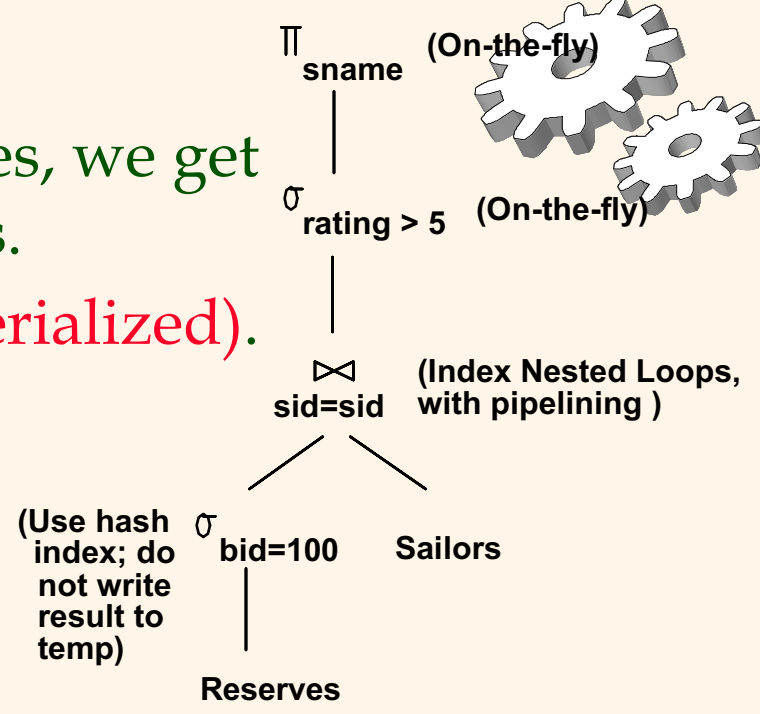 π
sname (On-the-fly)
es, we get
σ
rating > 5 (On-the-fly)
s.
erialized).
⋈
sid=sid
(Index Nested Loops,
with pipelining )
(Use hash
index; do
not write
result to
temp)
σ
bid=100
Sailors
Reserves